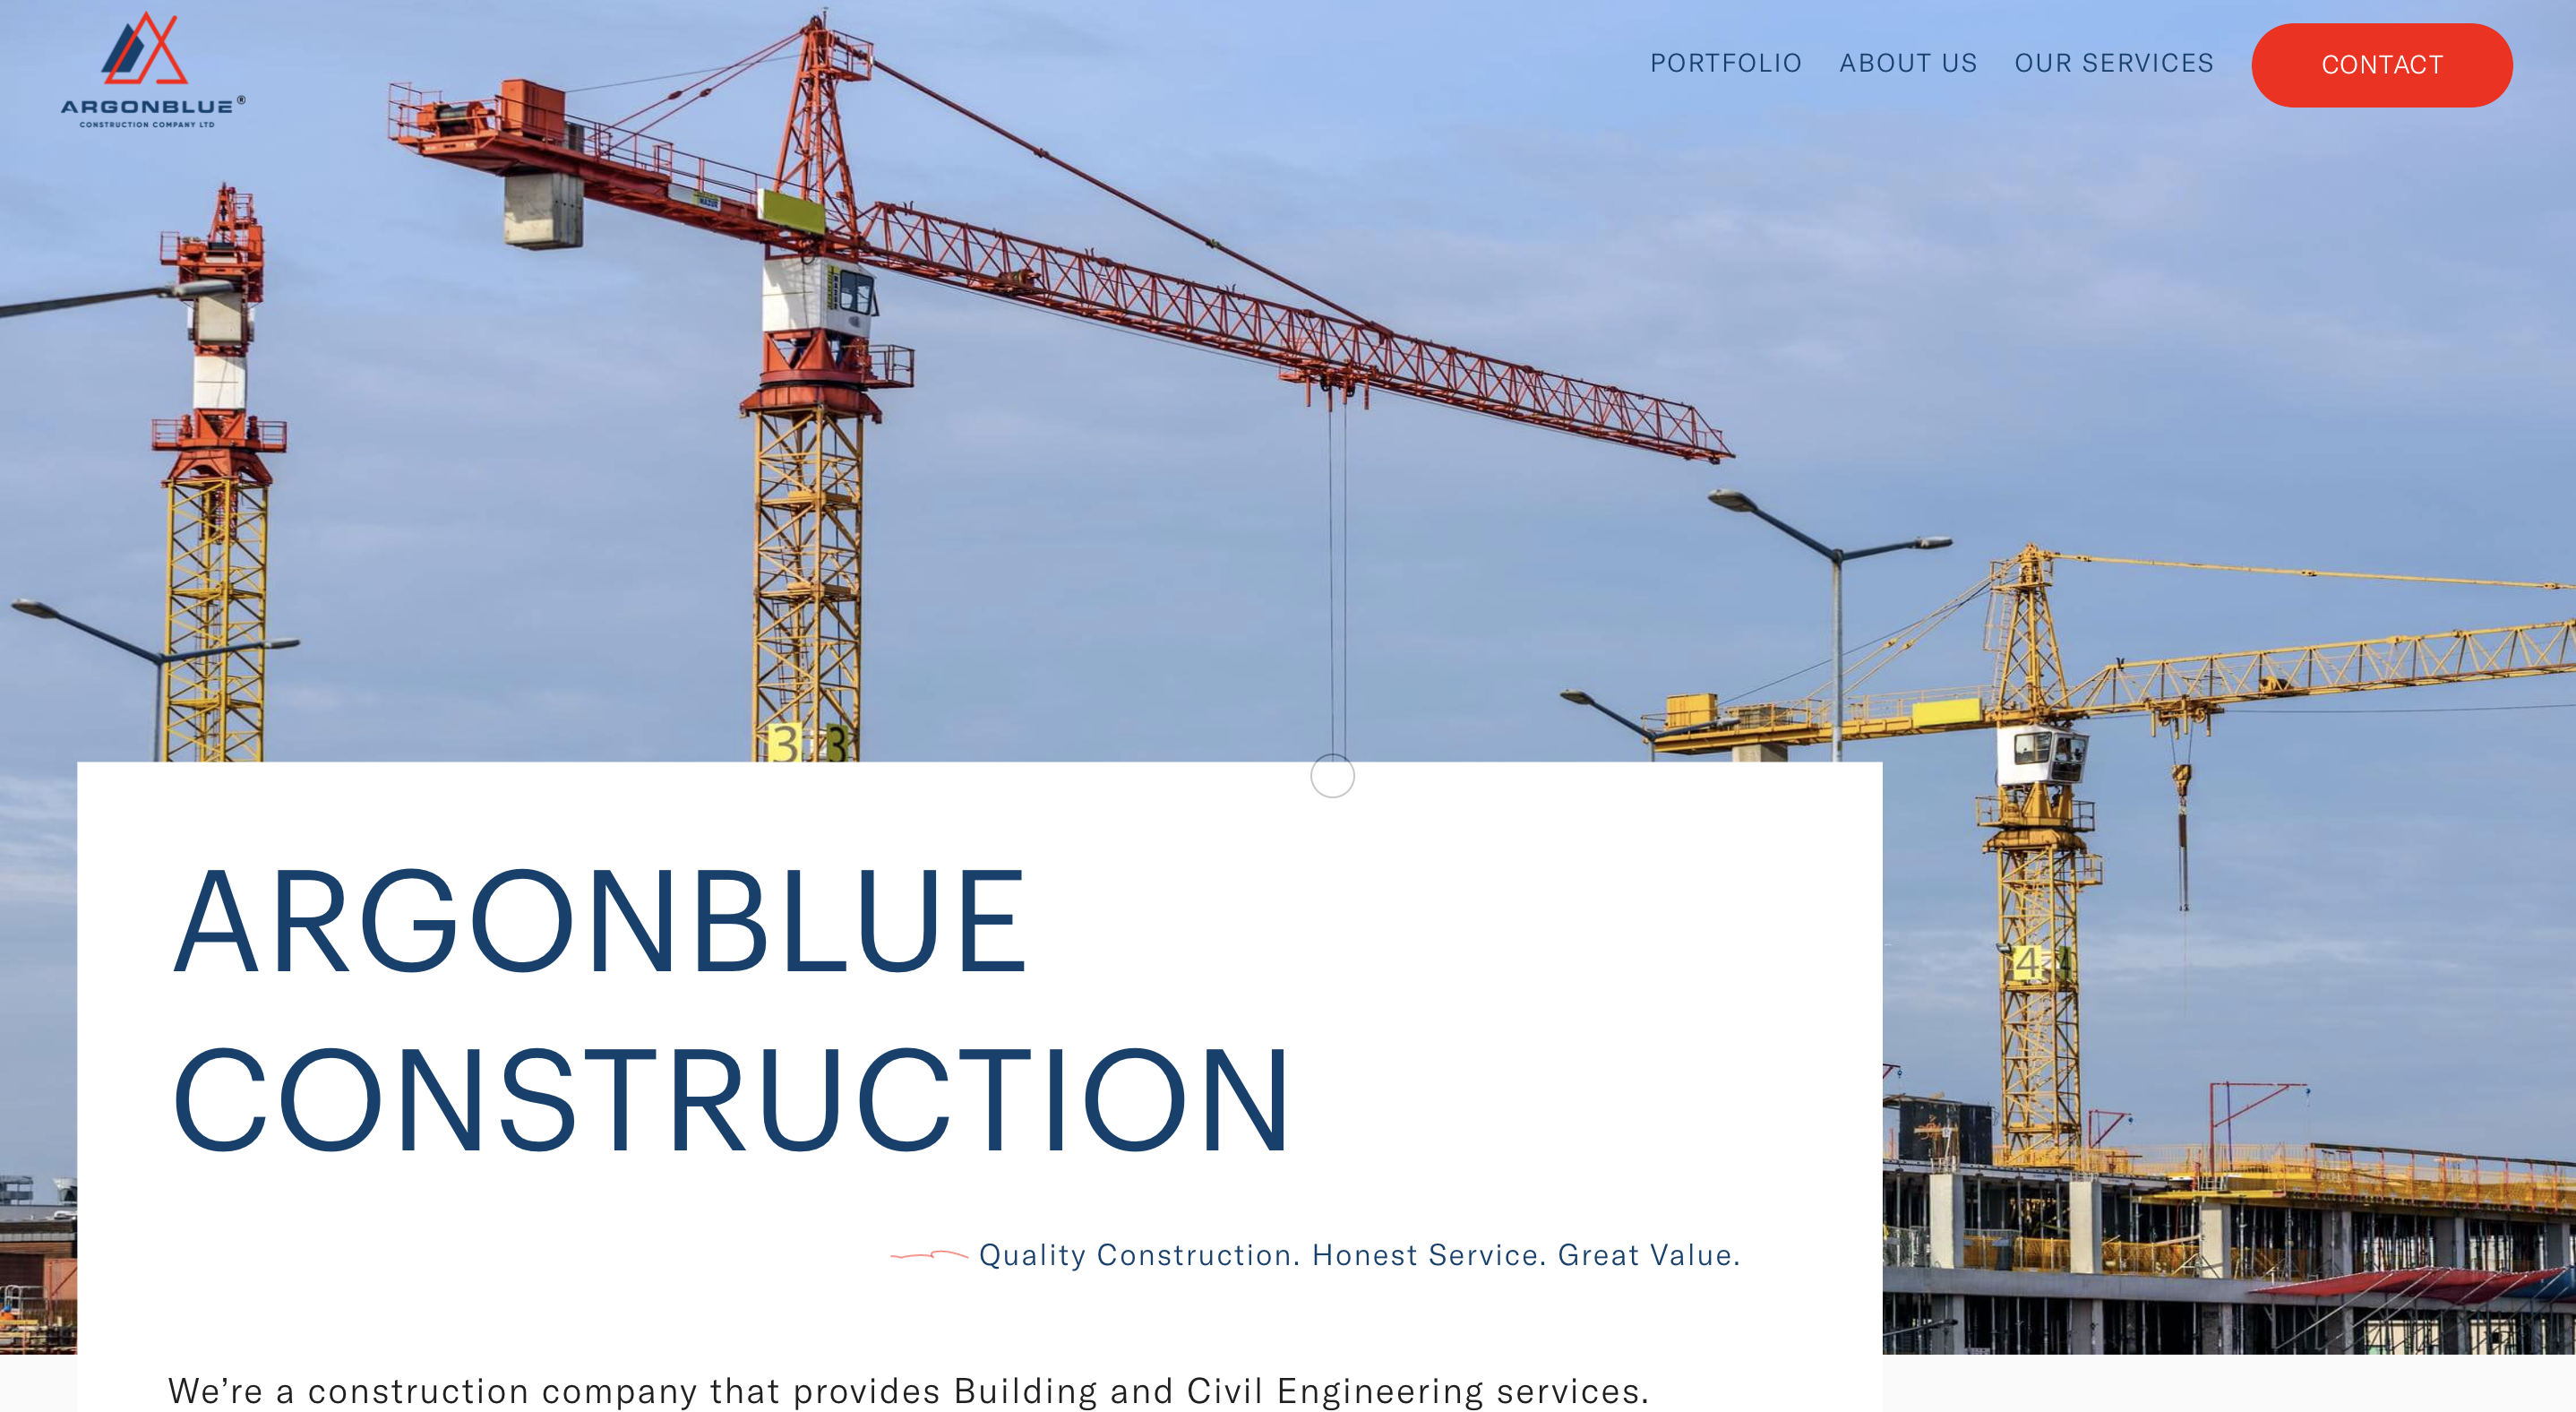 ARGONBLUE®
CONSTRUCTION COMPANY LTD
PORTFOLIO ABOUT US OUR SERVICES CONTACT
3 3
4 4
ARGONBLUE
CONSTRUCTION
Quality Construction. Honest Service. Great Value.
We’re a construction company that provides Building and Civil Engineering services.